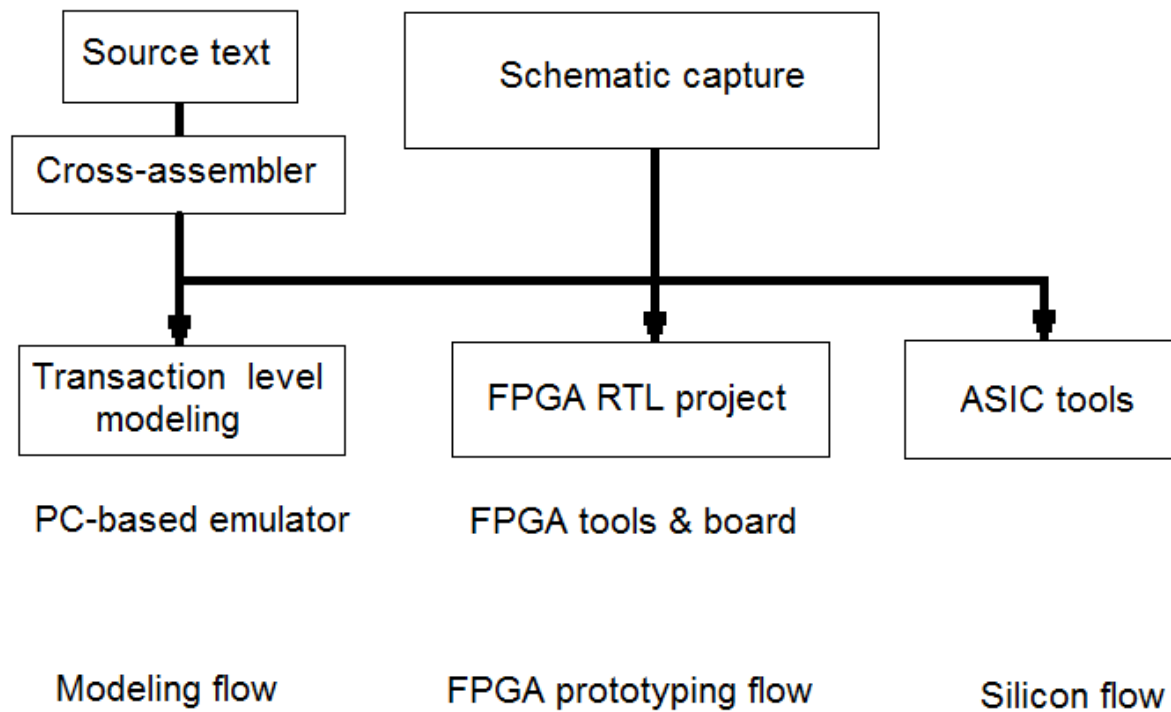 Source text
Schematic capture
Cross-assembler
Transaction level
modeling
FPGA RTL project
ASIC tools
PC-based emulator
FPGA tools & board
Modeling flow
FPGA prototyping flow
Silicon flow